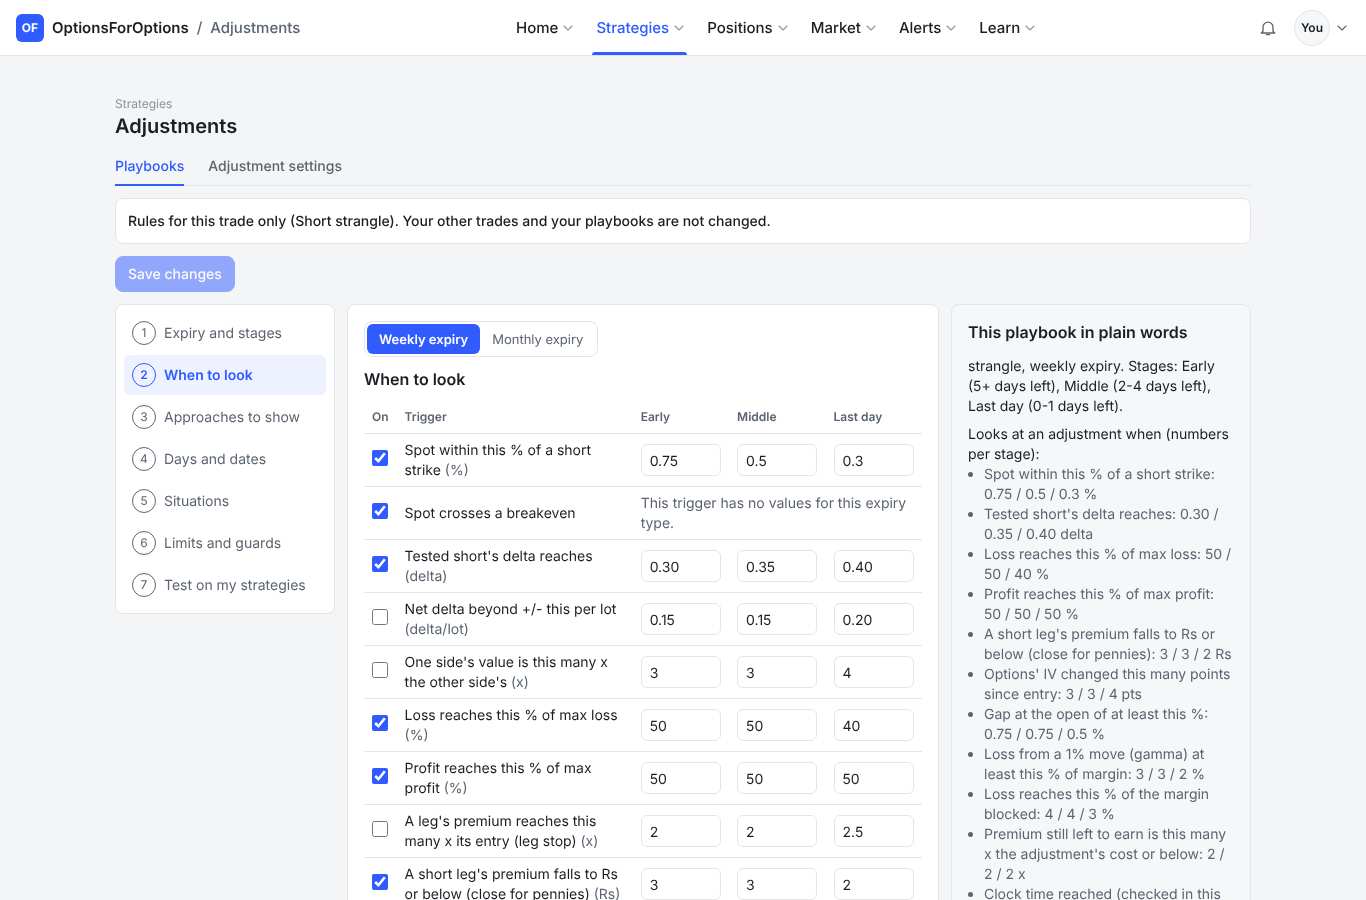 OF OptionsForOptions / Adjustments
Home Strategies Positions Market Alerts Learn
You
Strategies
Adjustments
Playbooks Adjustment settings
Rules for this trade only (Short strangle). Your other trades and your playbooks are not changed.
Save changes
1 Expiry and stages
2 When to look
3 Approaches to show
4 Days and dates
5 Situations
6 Limits and guards
7 Test on my strategies
Weekly expiry Monthly expiry
When to look
On Trigger Early Middle Last day
Spot within this % of a short
strike (%)
0.75 0.5 0.3
Spot crosses a breakeven
This trigger has no values for this expiry
type.
Tested short's delta reaches
(delta)
0.30 0.35 0.40
Net delta beyond +/- this per lot
(delta/lot)
0.15 0.15 0.20
One side's value is this many x
the other side's (x)
3 3 4
Loss reaches this % of max loss
(%)
50 50 40
Profit reaches this % of max
profit (%)
50 50 50
A leg's premium reaches this
many x its entry (leg stop) (x)
2 2 2.5
A short leg's premium falls to Rs
or below (close for pennies) (Rs)
3 3 2
This playbook in plain words
strangle, weekly expiry. Stages: Early
(5+ days left), Middle (2-4 days left),
Last day (0-1 days left).
Looks at an adjustment when (numbers
per stage):
• Spot within this % of a short strike:
0.75 / 0.5 / 0.3 %
• Tested short's delta reaches: 0.30 /
0.35 / 0.40 delta
• Loss reaches this % of max loss: 50 /
50 / 40 %
• Profit reaches this % of max profit:
50 / 50 / 50 %
• A short leg's premium falls to Rs or
below (close for pennies): 3 / 3 / 2 Rs
• Options' IV changed this many points
since entry: 3 / 3 / 4 pts
• Gap at the open of at least this %:
0.75 / 0.75 / 0.5 %
• Loss from a 1% move (gamma) at
least this % of margin: 3 / 3 / 2 %
• Loss reaches this % of the margin
blocked: 4 / 4 / 3 %
• Premium still left to earn is this many
x the adjustment's cost or below: 2 /
2 / 2 x
• Clock time reached (checked in this